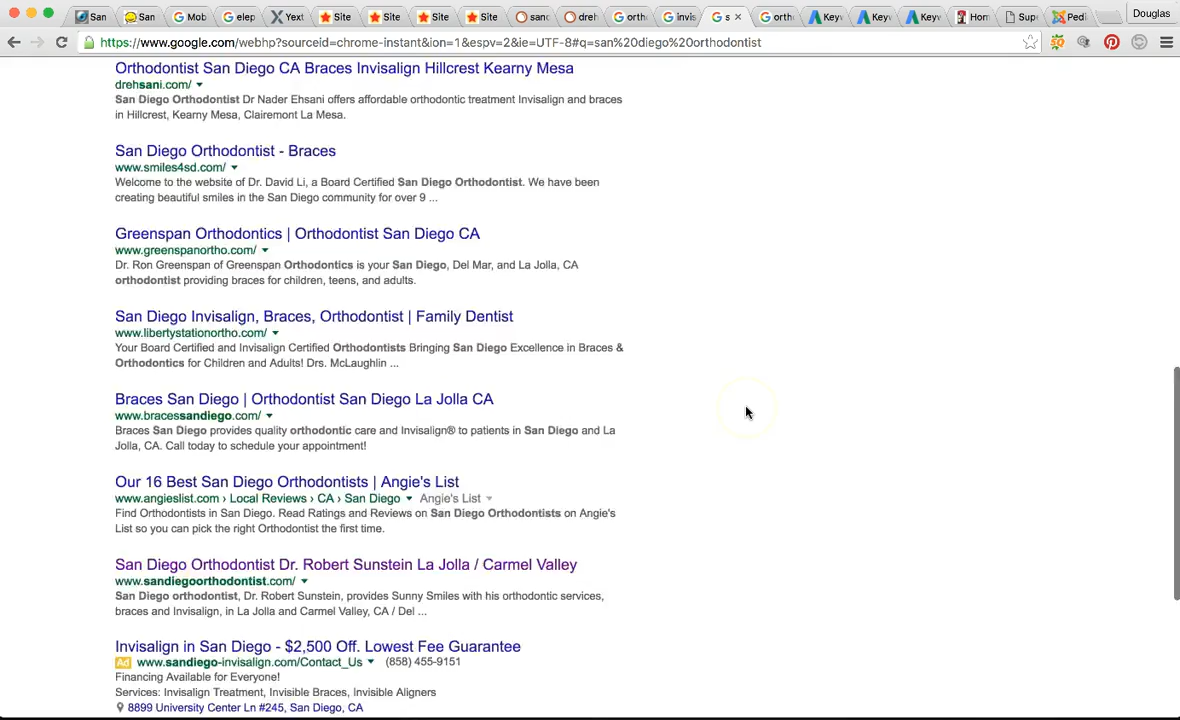 San
San
Mob
elep
Yext
Site
Site
Site
Site
sand
dreh
orth
invis
s
orth
Keyv
Keyv
Keyv
Hom
Supe
Pedi
Douglas
https://www.google.com/webhp?sourceid=chrome-instant&ion=1&espv=2&ie=UTF-8#q=san%20diego%20orthodontist
Orthodontist San Diego CA Braces Invisalign Hillcrest Kearny Mesa
drehsani.com/
San Diego Orthodontist Dr Nader Ehsani offers affordable orthodontic treatment Invisalign and braces
in Hillcrest, Kearny Mesa, Clairemont La Mesa.
San Diego Orthodontist - Braces
www.smiles4sd.com/
Welcome to the website of Dr. David Li, a Board Certified San Diego Orthodontist. We have been
creating beautiful smiles in the San Diego community for over 9 ...
Greenspan Orthodontics | Orthodontist San Diego CA
www.greenspanortho.com/
Dr. Ron Greenspan of Greenspan Orthodontics is your San Diego, Del Mar, and La Jolla, CA
orthodontist providing braces for children, teens, and adults.
San Diego Invisalign, Braces, Orthodontist | Family Dentist
www.libertystationortho.com/
Your Board Certified and Invisalign Certified Orthodontists Bringing San Diego Excellence in Braces &
Orthodontics for Children and Adults! Drs. McLaughlin ...
Braces San Diego | Orthodontist San Diego La Jolla CA
www.bracessandiego.com/
Braces San Diego provides quality orthodontic care and Invisalign® to patients in San Diego and La
Jolla, CA. Call today to schedule your appointment!
Our 16 Best San Diego Orthodontists | Angie's List
www.angieslist.com › Local Reviews › CA › San Diego Angie's List
Find Orthodontists in San Diego. Read Ratings and Reviews on San Diego Orthodontists on Angie's
List so you can pick the right Orthodontist the first time.
San Diego Orthodontist Dr. Robert Sunstein La Jolla / Carmel Valley
www.sandiegoorthodontist.com/
San Diego orthodontist, Dr. Robert Sunstein, provides Sunny Smiles with his orthodontic services,
braces and Invisalign, in La Jolla and Carmel Valley, CA / Del ...
Invisalign in San Diego - $2,500 Off. Lowest Fee Guarantee
Ad www.sandiego-invisalign.com/Contact_Us (858) 455-9151
Financing Available for Everyone!
Services: Invisalign Treatment, Invisible Braces, Invisible Aligners
8899 University Center Ln #245, San Diego, CA